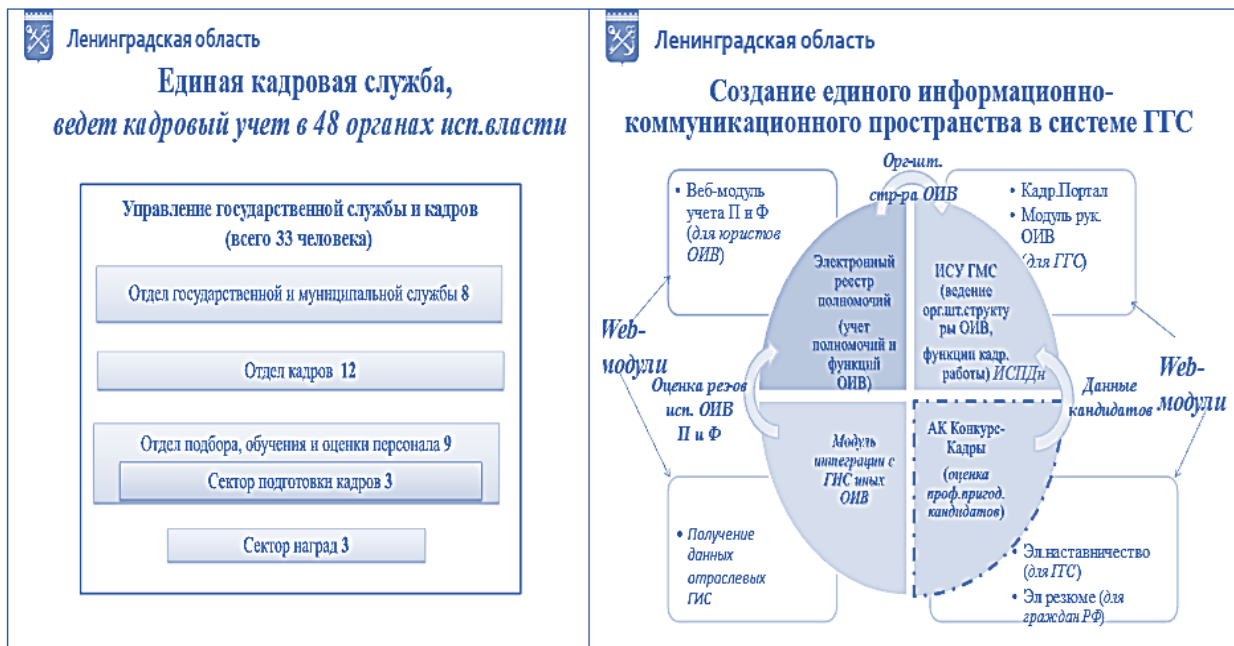 Ленинградская область
Единая кадровая служба,
ведет кадровый учет в 48 органах исп.власти
Управление государственной службы и кадров
(всего 33 человека)
Отдел государственной и муниципальной службы 8
Отдел кадров 12
Отдел подбора, обучения и оценки персонала 9
Сектор подготовки кадров 3
Сектор наград 3
Ленинградская область
Создание единого информационно-
коммуникационного пространства в системе ГГС
Орг-шт.
стр-ра ОИВ
• Веб-модуль
учета П и Ф
(для юристов
ОИВ)
• Кадр.Портал
• Модуль рук.
ОИВ
(для ГГС)
Электронный
реестр
полномочий
(учет
полномочий и
функций
ОИВ)
ИСУ ГМС
(ведение
орг.шт.структу
ры ОИВ,
функции кадр.
работы) ИСПДн
Web-
модули
Web-
модули
Оценка рез-ов
исп. ОИВ
П и Ф
Данные
кандидатов
Модуль
интеграции с
ГИС иных
ОИВ
АК Конкурс-
Кадры
(оценка
проф.пригод.
кандидатов)
• Получение
данных
отраслевых
ГИС
• Эл.наставничество
(для ГГС)
• Эл резюме (для
граждан РФ)